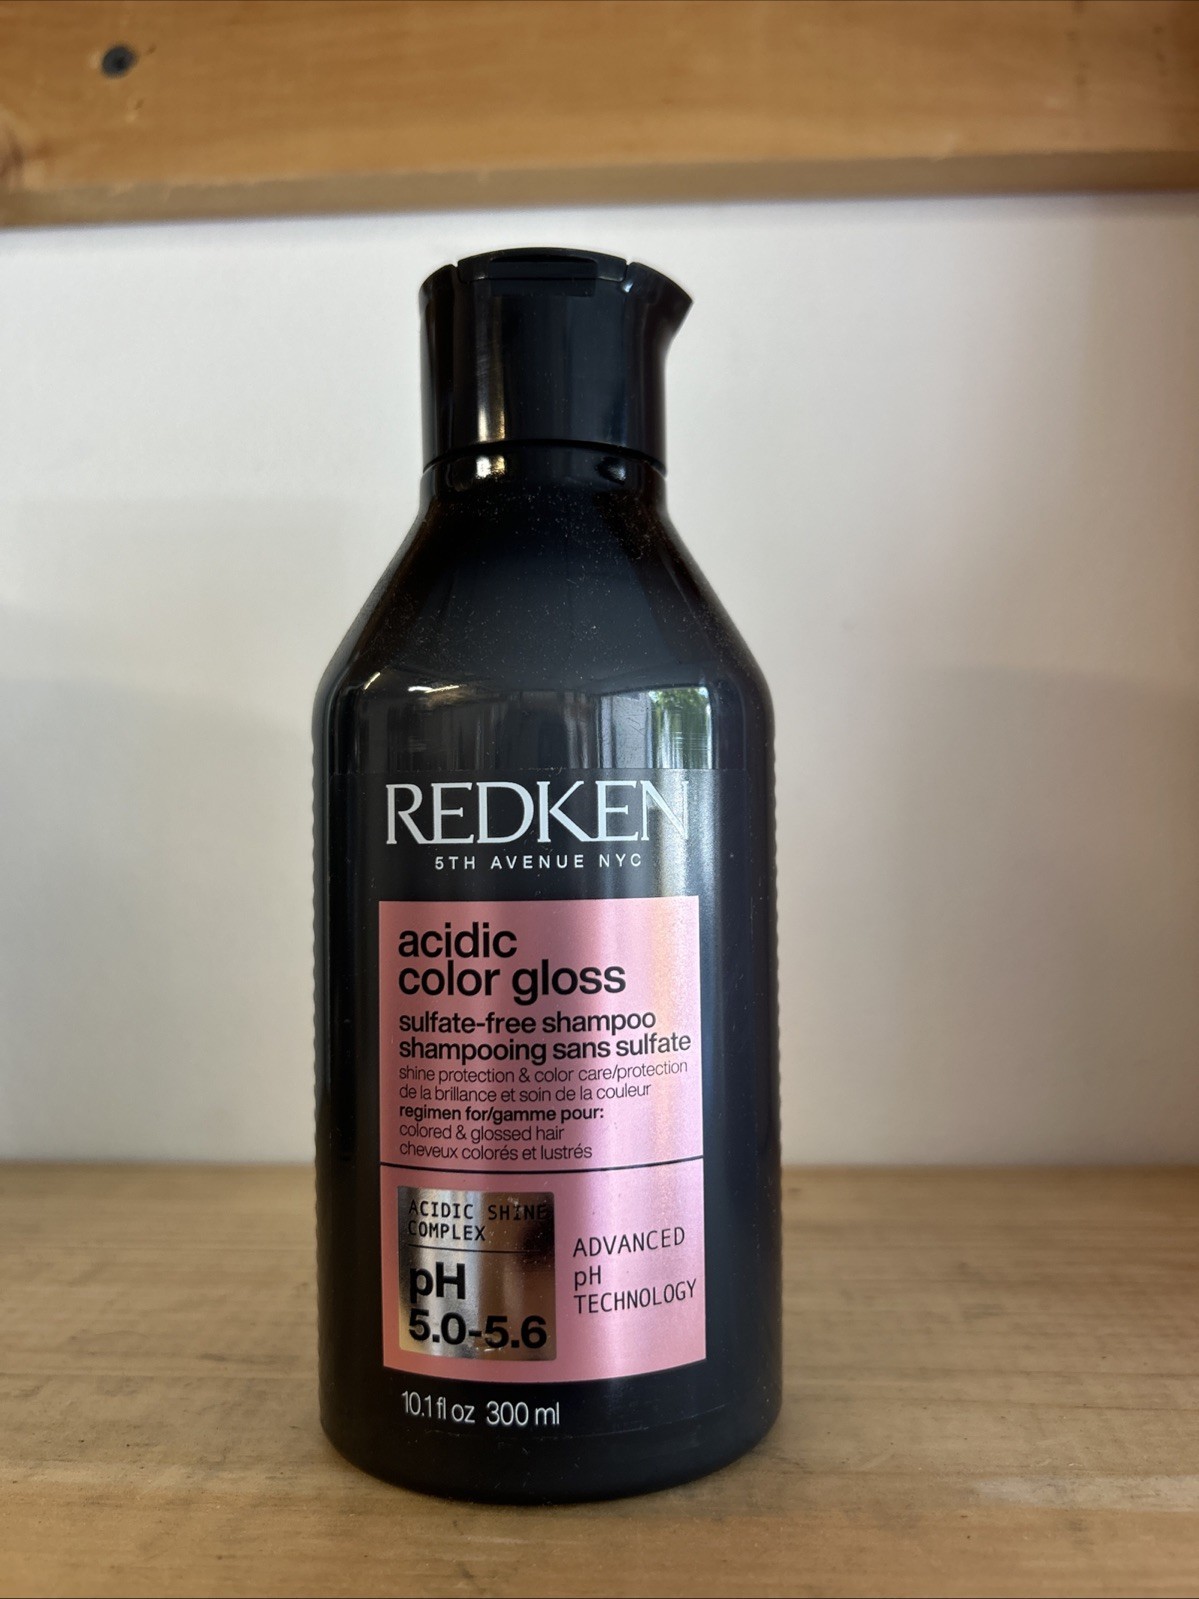 REDKEN
5TH AVENUE NYC
acidic
color gloss
sulfate-free shampoo
shampooing sans sulfate
shine protection & color care/protection
de la brillance et soin de la couleur
regimen for/gamme pour:
colored & glossed hair
cheveux colorés et lustrés
ACIDIC SHINE
COMPLEX
pH
5.0-5.6
ADVANCED
pH
TECHNOLOGY
10.1 fl oz 300 ml